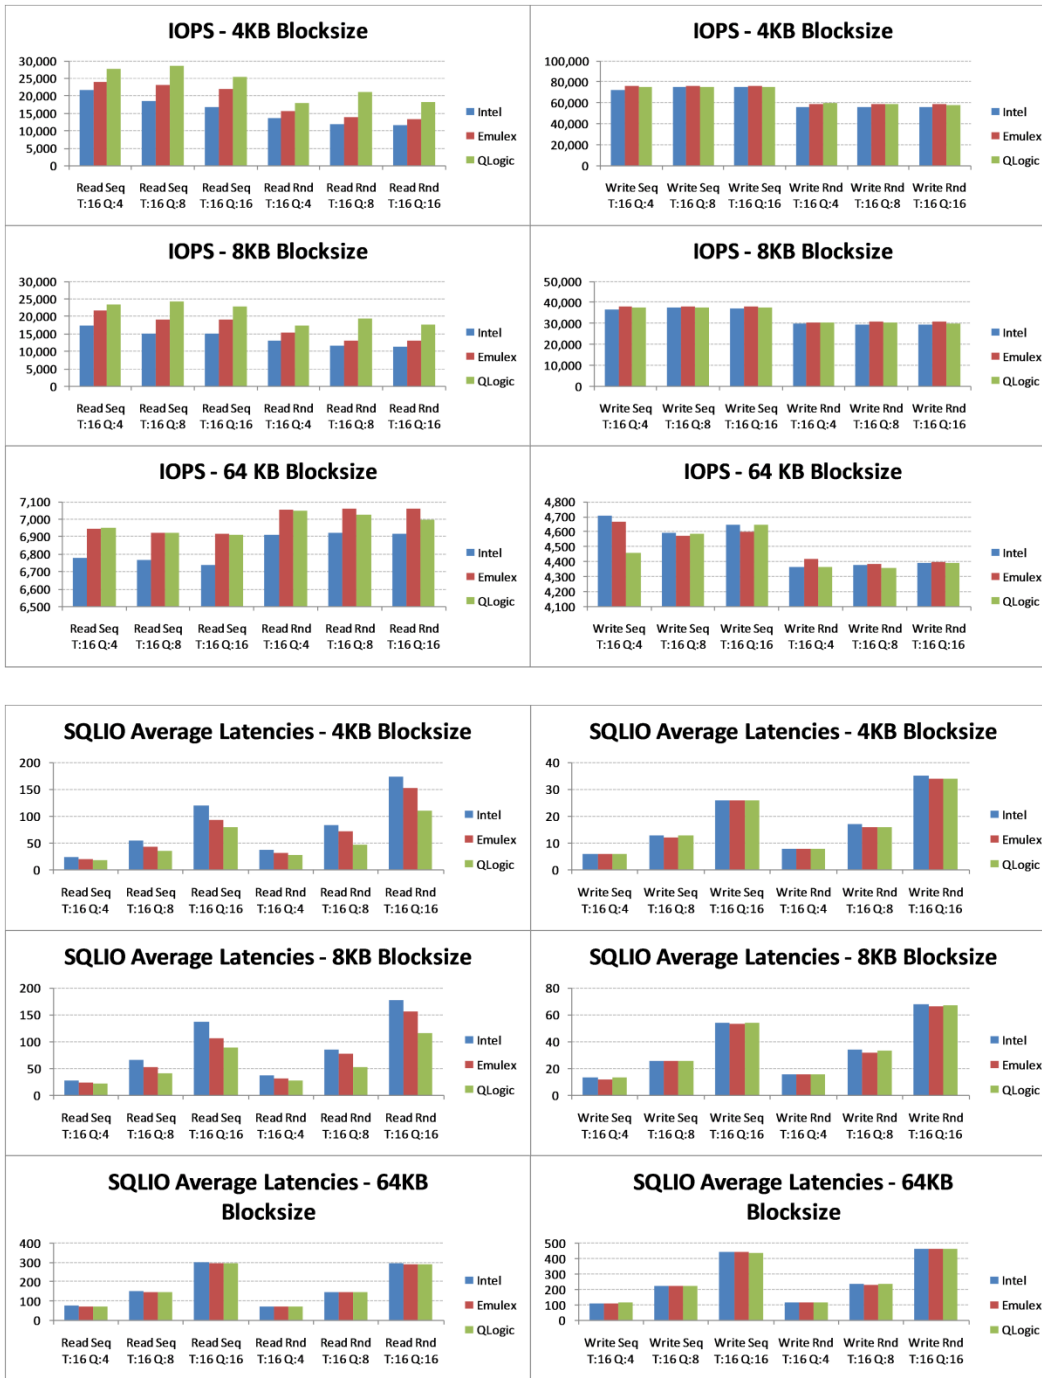 IOPS - 4KB Blocksize
30,000
25,000
20,000
15,000
10,000
5,000
0
Read Seq Read Seq Read Seq Read Rnd Read Rnd Read Rnd
T:16 Q:4 T:16 Q:8 T:16 Q:16 T:16 Q:4 T:16 Q:8 T:16 Q:16
Intel
Emulex
QLogic
IOPS - 4KB Blocksize
100,000
80,000
60,000
40,000
20,000
0
Write Seq Write Seq Write Seq Write Rnd Write Rnd Write Rnd
T:16 Q:4 T:16 Q:8 T:16 Q:16 T:16 Q:4 T:16 Q:8 T:16 Q:16
Intel
Emulex
QLogic
IOPS - 8KB Blocksize
30,000
25,000
20,000
15,000
10,000
5,000
0
Read Seq Read Seq Read Seq Read Rnd Read Rnd Read Rnd
T:16 Q:4 T:16 Q:8 T:16 Q:16 T:16 Q:4 T:16 Q:8 T:16 Q:16
Intel
Emulex
QLogic
IOPS - 8KB Blocksize
50,000
40,000
30,000
20,000
10,000
0
Write Seq Write Seq Write Seq Write Rnd Write Rnd Write Rnd
T:16 Q:4 T:16 Q:8 T:16 Q:16 T:16 Q:4 T:16 Q:8 T:16 Q:16
Intel
Emulex
QLogic
IOPS - 64 KB Blocksize
7,100
7,000
6,900
6,800
6,700
6,600
6,500
Read Seq Read Seq Read Seq Read Rnd Read Rnd Read Rnd
T:16 Q:4 T:16 Q:8 T:16 Q:16 T:16 Q:4 T:16 Q:8 T:16 Q:16
Intel
Emulex
QLogic
IOPS - 64 KB Blocksize
4,800
4,700
4,600
4,500
4,400
4,300
4,200
4,100
Write Seq Write Seq Write Seq Write Rnd Write Rnd Write Rnd
T:16 Q:4 T:16 Q:8 T:16 Q:16 T:16 Q:4 T:16 Q:8 T:16 Q:16
Intel
Emulex
QLogic
SQLIO Average Latencies - 4KB Blocksize
200
150
100
50
0
Read Seq Read Seq Read Seq Read Rnd Read Rnd Read Rnd
T:16 Q:4 T:16 Q:8 T:16 Q:16 T:16 Q:4 T:16 Q:8 T:16 Q:16
Intel
Emulex
QLogic
SQLIO Average Latencies - 4KB Blocksize
40
30
20
10
0
Write Seq Write Seq Write Seq Write Rnd Write Rnd Write Rnd
T:16 Q:4 T:16 Q:8 T:16 Q:16 T:16 Q:4 T:16 Q:8 T:16 Q:16
Intel
Emulex
QLogic
SQLIO Average Latencies - 8KB Blocksize
200
150
100
50
0
Read Seq Read Seq Read Seq Read Rnd Read Rnd Read Rnd
T:16 Q:4 T:16 Q:8 T:16 Q:16 T:16 Q:4 T:16 Q:8 T:16 Q:16
Intel
Emulex
QLogic
SQLIO Average Latencies - 8KB Blocksize
80
60
40
20
0
Write Seq Write Seq Write Seq Write Rnd Write Rnd Write Rnd
T:16 Q:4 T:16 Q:8 T:16 Q:16 T:16 Q:4 T:16 Q:8 T:16 Q:16
Intel
Emulex
QLogic
SQLIO Average Latencies - 64KB
Blocksize
400
300
200
100
0
Read Seq Read Seq Read Seq Read Rnd Read Rnd Read Rnd
T:16 Q:4 T:16 Q:8 T:16 Q:16 T:16 Q:4 T:16 Q:8 T:16 Q:16
Intel
Emulex
QLogic
SQLIO Average Latencies - 64KB
Blocksize
500
400
300
200
100
0
Write Seq Write Seq Write Seq Write Rnd Write Rnd Write Rnd
T:16 Q:4 T:16 Q:8 T:16 Q:16 T:16 Q:4 T:16 Q:8 T:16 Q:16
Intel
Emulex
QLogic